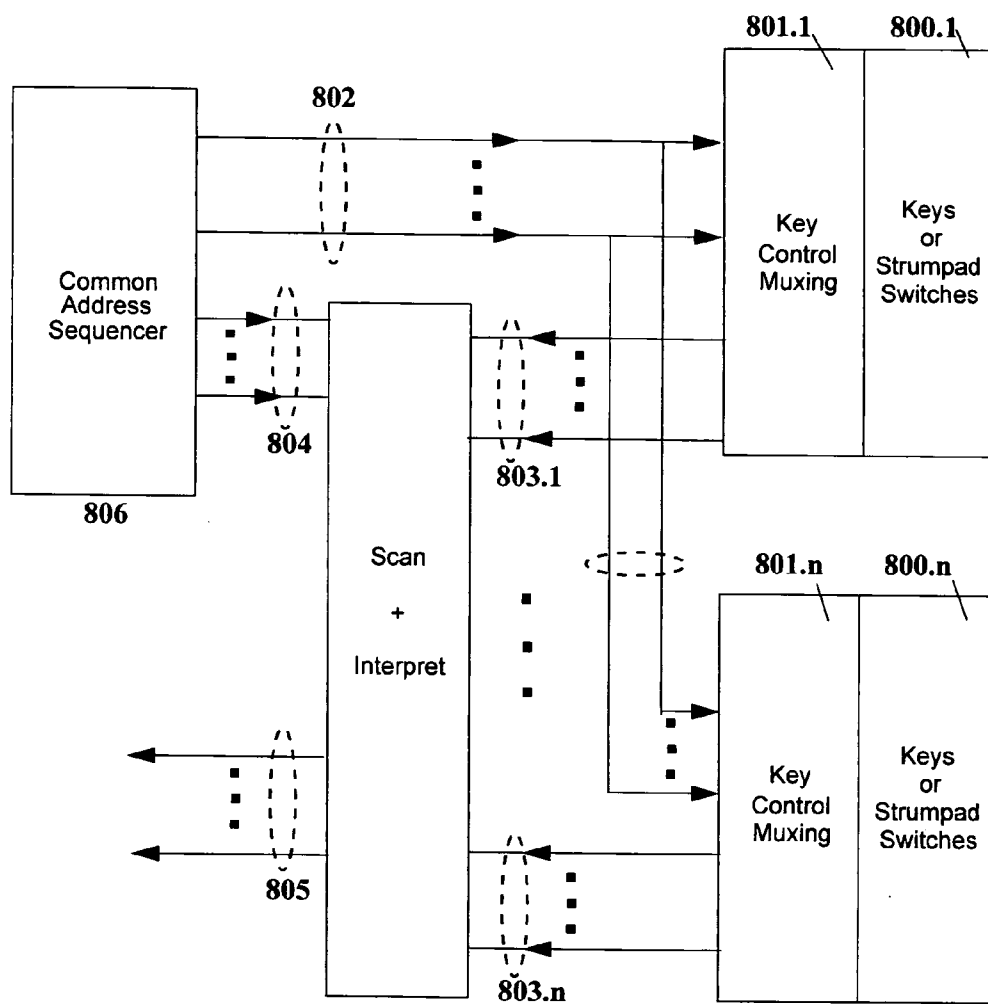 801.1
800.1
802
Common
Address
Sequencer
Key
Control
Muxing
Keys
or
Strumpad
Switches
804
803.1
806
Scan
+
Interpret
801.n
800.n
Key
Control
Muxing
Keys
or
Strumpad
Switches
805
803.n